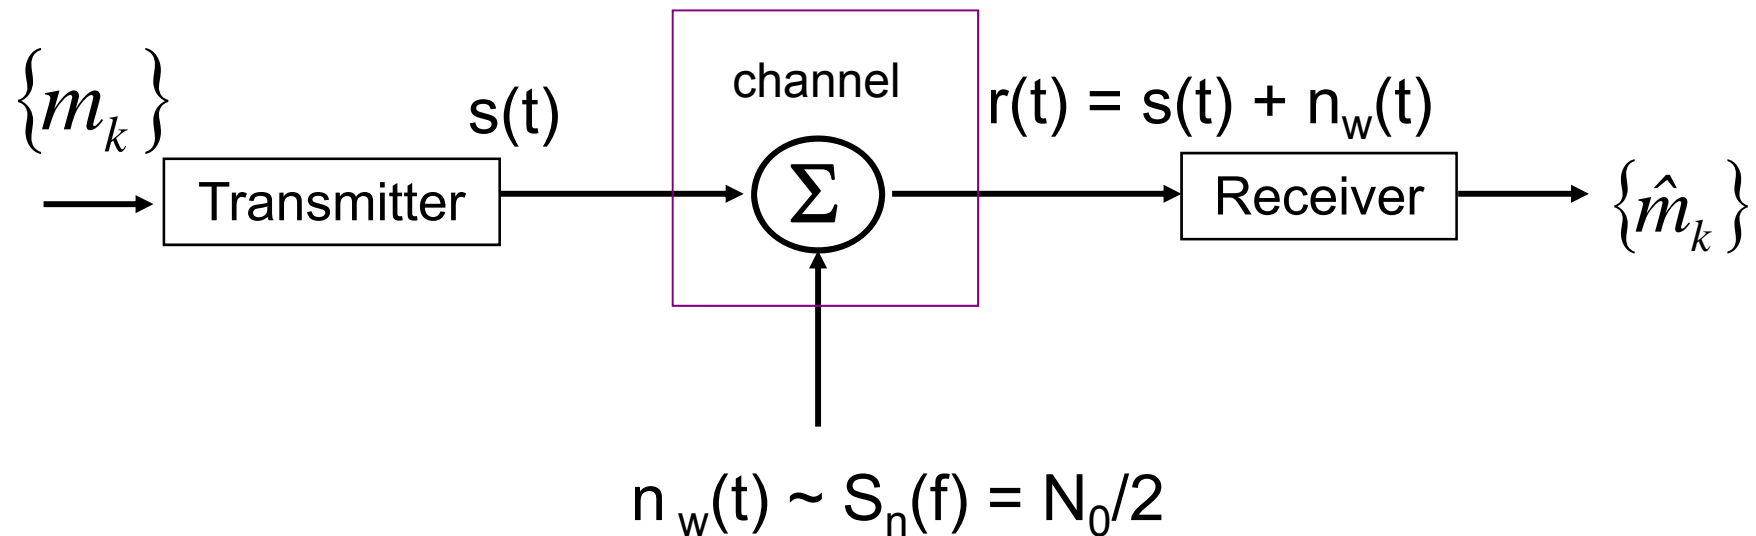 {m_k}
s(t)
channel
r(t) = s(t) + n_w(t)
Transmitter
Σ
Receiver
{m̂_k}
n_w(t) ~ S_n(f) = N_0/2